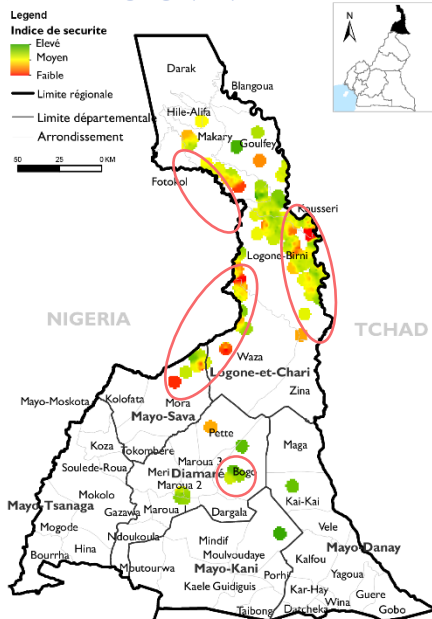 Legend
Indice de securite
Elevé
Moyen
Faible
Limite régionale
Limite départementale
Arrondissement
50 25 0 KM
N
Darak
Blangoua
Hile-Alifa
Makary
Goulfey
Fotokol
Kousseri
Logone-Birni
NIGERIA
TCHAD
Waza
Logone-et-Chari
Zina
Mayo-Moskota
Kolofata
Mora
Mayo-Sava
Pette
Koza
Tokombéré
Maroua 3
Maga
Soulede-Roua
Meri
Diamaré
Bogo
Mokolo
Maroua 2
Kai-Kai
Mayo-Tsanaga
Gazawa
Maroua
Dargala
Mogode
Ndoukoula
Mindif
Vele
Bourrha
Hina
Moulvoudaye
Kalfou
Mayo-Danay
Moutourwa
Mayo-Kani
Porhi
Yagoua
Kaele
Guidiguis
Kar-Hay
Guere
Wina
Taibong
Datcheka
Gobo